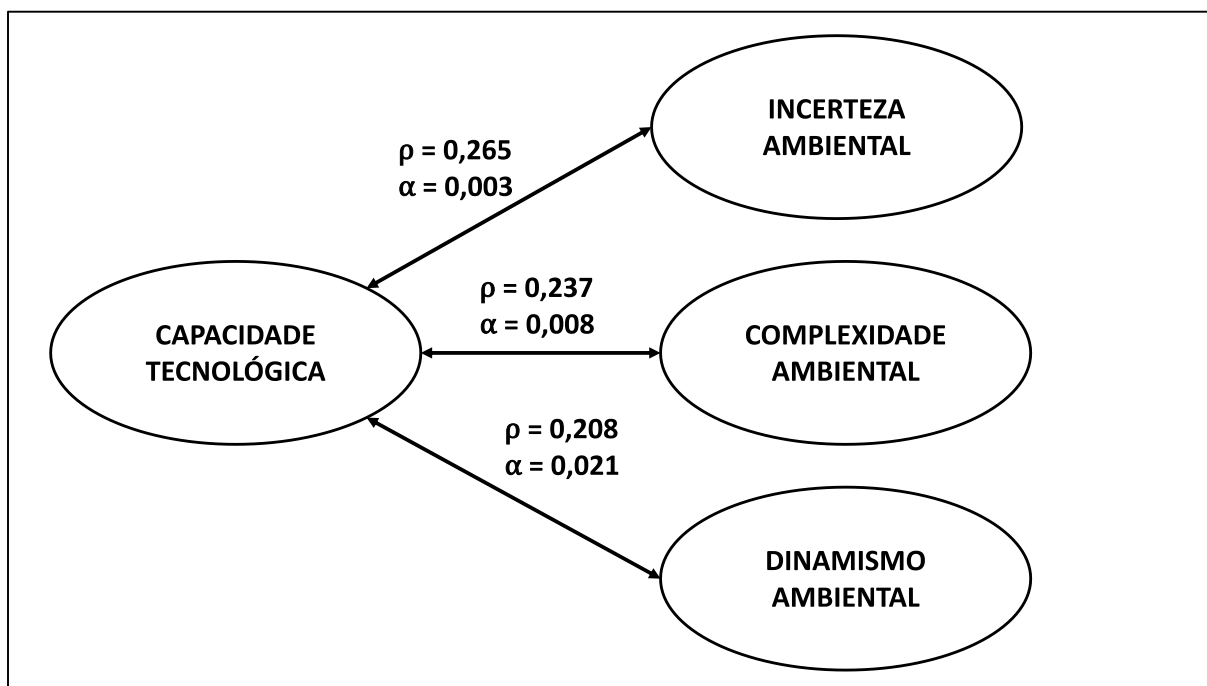 INCERTEZA
AMBIENTAL
ρ = 0,265
α = 0,003
CAPACIDADE
TECNOLÓGICA
ρ = 0,237
α = 0,008
COMPLEXIDADE
AMBIENTAL
ρ = 0,208
α = 0,021
DINAMISMO
AMBIENTAL